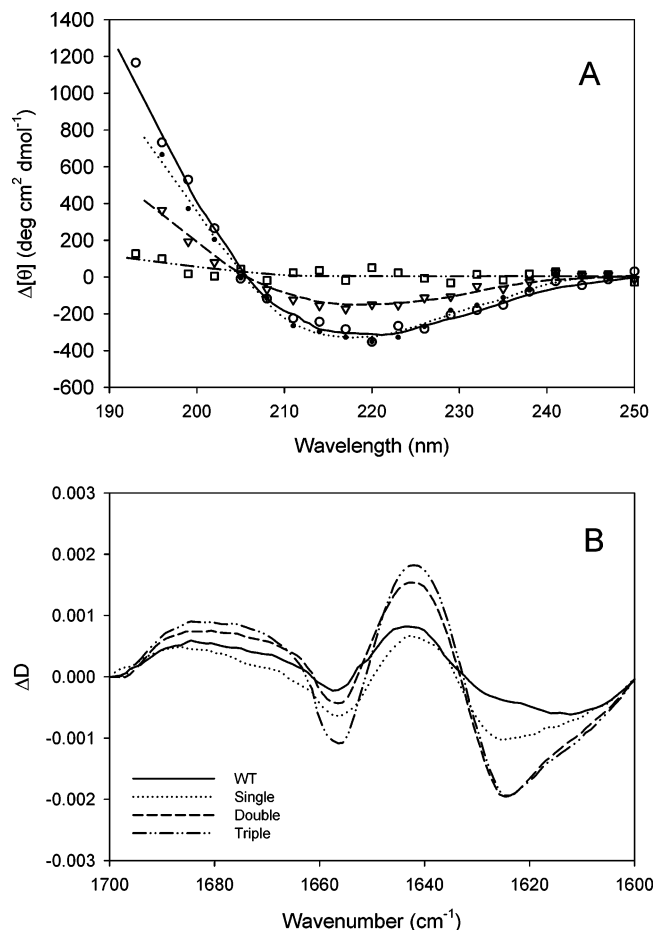 A
1400
1200
1000
800
600
400
200
0
-200
-400
-600
Δ[θ] (deg cm² dmol⁻¹)
190 200 210 220 230 240 250
Wavelength (nm)
B
0.003
0.002
0.001
0.000
-0.001
-0.002
-0.003
ΔD
WT
Single
Double
Triple
1700 1680 1660 1640 1620 1600
Wavenumber (cm⁻¹)